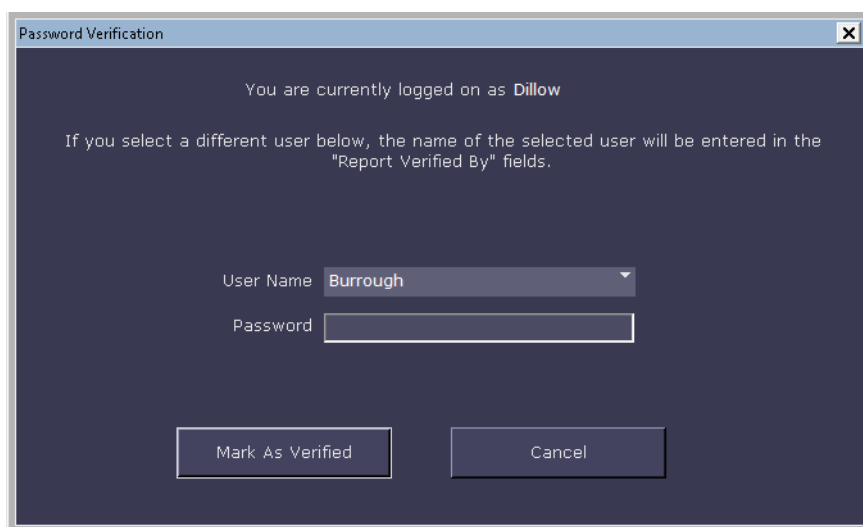 Password Verification
You are currently logged on as Dillow
If you select a different user below, the name of the selected user will be entered in the
"Report Verified By" fields.
User Name Burrough
Password
Mark As Verified Cancel